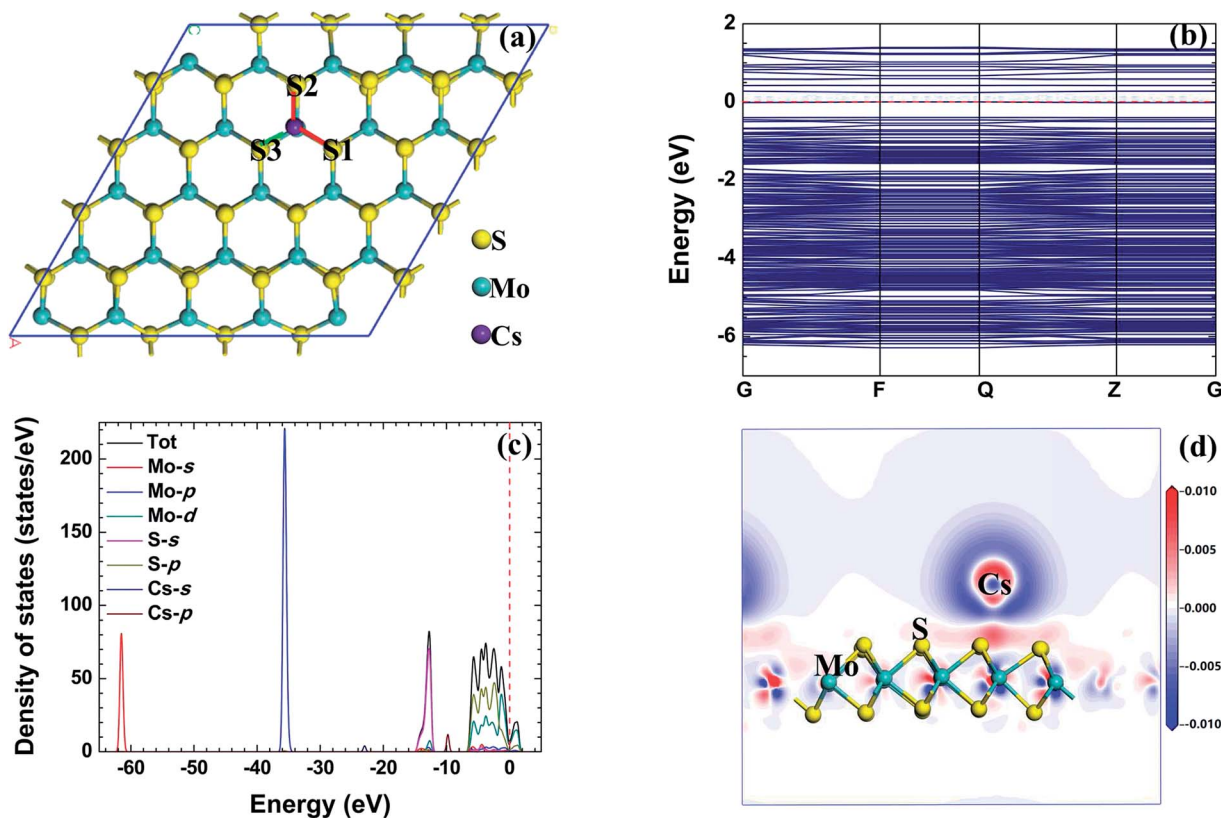 (a)
C
B
S2
S3
S1
S
Mo
Cs
A
(b)
2
0
-2
-4
-6
Energy (eV)
G
F
Q
Z
G
(c)
Tot
Mo-s
Mo-p
Mo-d
S-s
S-p
Cs-s
Cs-p
200
150
100
50
0
Density of states (states/eV)
-60
-50
-40
-30
-20
-10
0
Energy (eV)
(d)
Cs
S
Mo
0.010
0.005
0.000
-0.005
-0.010